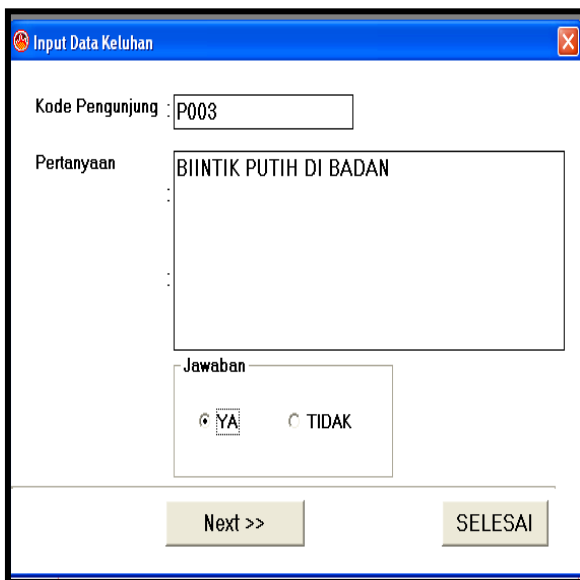 Input Data Keluhan
Kode Pengunjung : P003
Pertanyaan : BIINTIK PUTIH DI BADAN
:
Jawaban
YA TIDAK
Next >> SELESAI